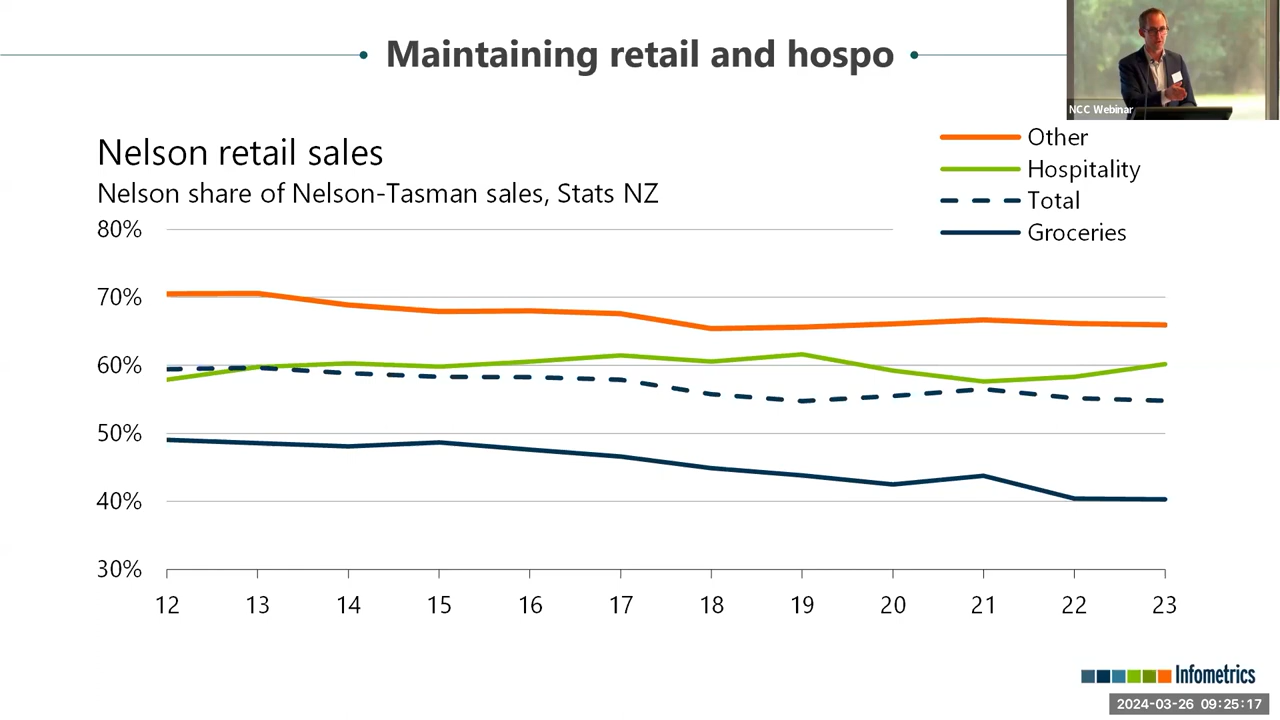 Maintaining retail and hospo
NCC Webinar
Nelson retail sales
Nelson share of Nelson-Tasman sales, Stats NZ
Other
Hospitality
Total
Groceries
80%
70%
60%
50%
40%
30%
12 13 14 15 16 17 18 19 20 21 22 23
Infometrics
2024-03-26 09:25:17